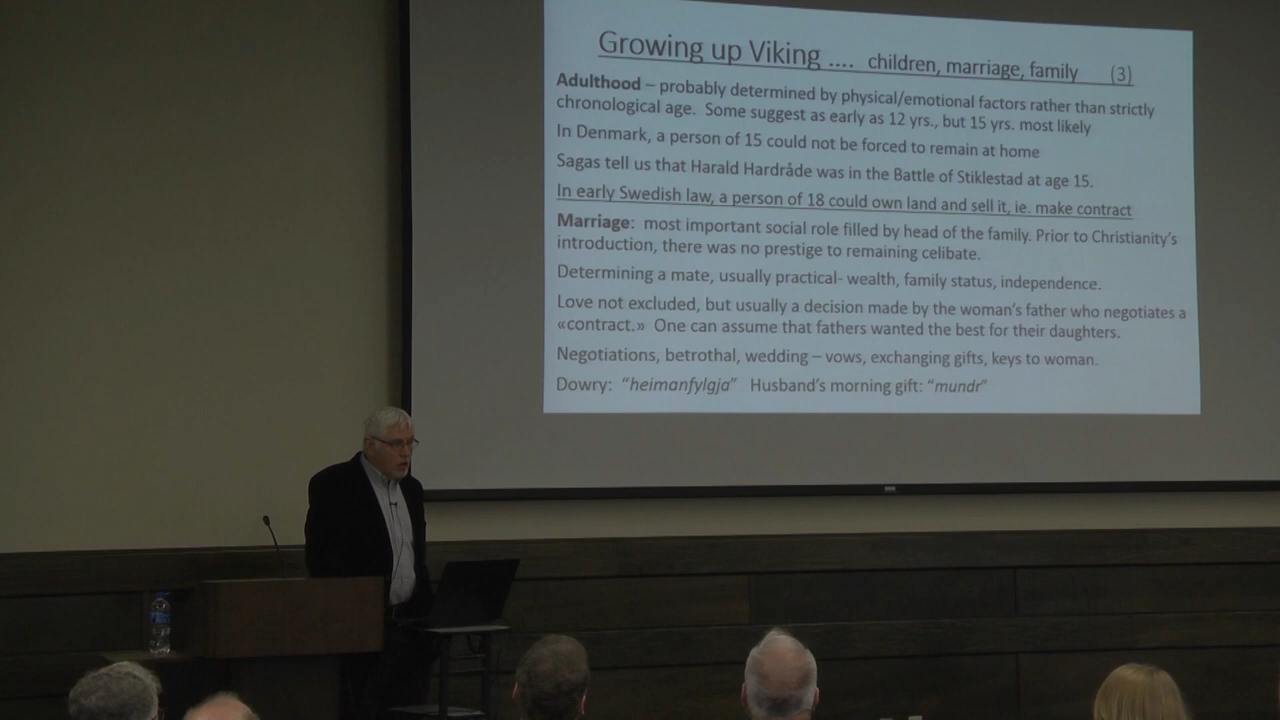 Growing up Viking .... children, marriage, family (3)
Adulthood – probably determined by physical/emotional factors rather than strictly
chronological age. Some suggest as early as 12 yrs., but 15 yrs. most likely
In Denmark, a person of 15 could not be forced to remain at home
Sagas tell us that Harald Hardråde was in the Battle of Stiklestad at age 15.
In early Swedish law, a person of 18 could own land and sell it, ie. make contract
Marriage: most important social role filled by head of the family. Prior to Christianity's
introduction, there was no prestige to remaining celibate.
Determining a mate, usually practical- wealth, family status, independence.
Love not excluded, but usually a decision made by the woman's father who negotiates a
«contract.» One can assume that fathers wanted the best for their daughters.
Negotiations, betrothal, wedding – vows, exchanging gifts, keys to woman.
Dowry: "heimanfylgja" Husband's morning gift: "mundr"